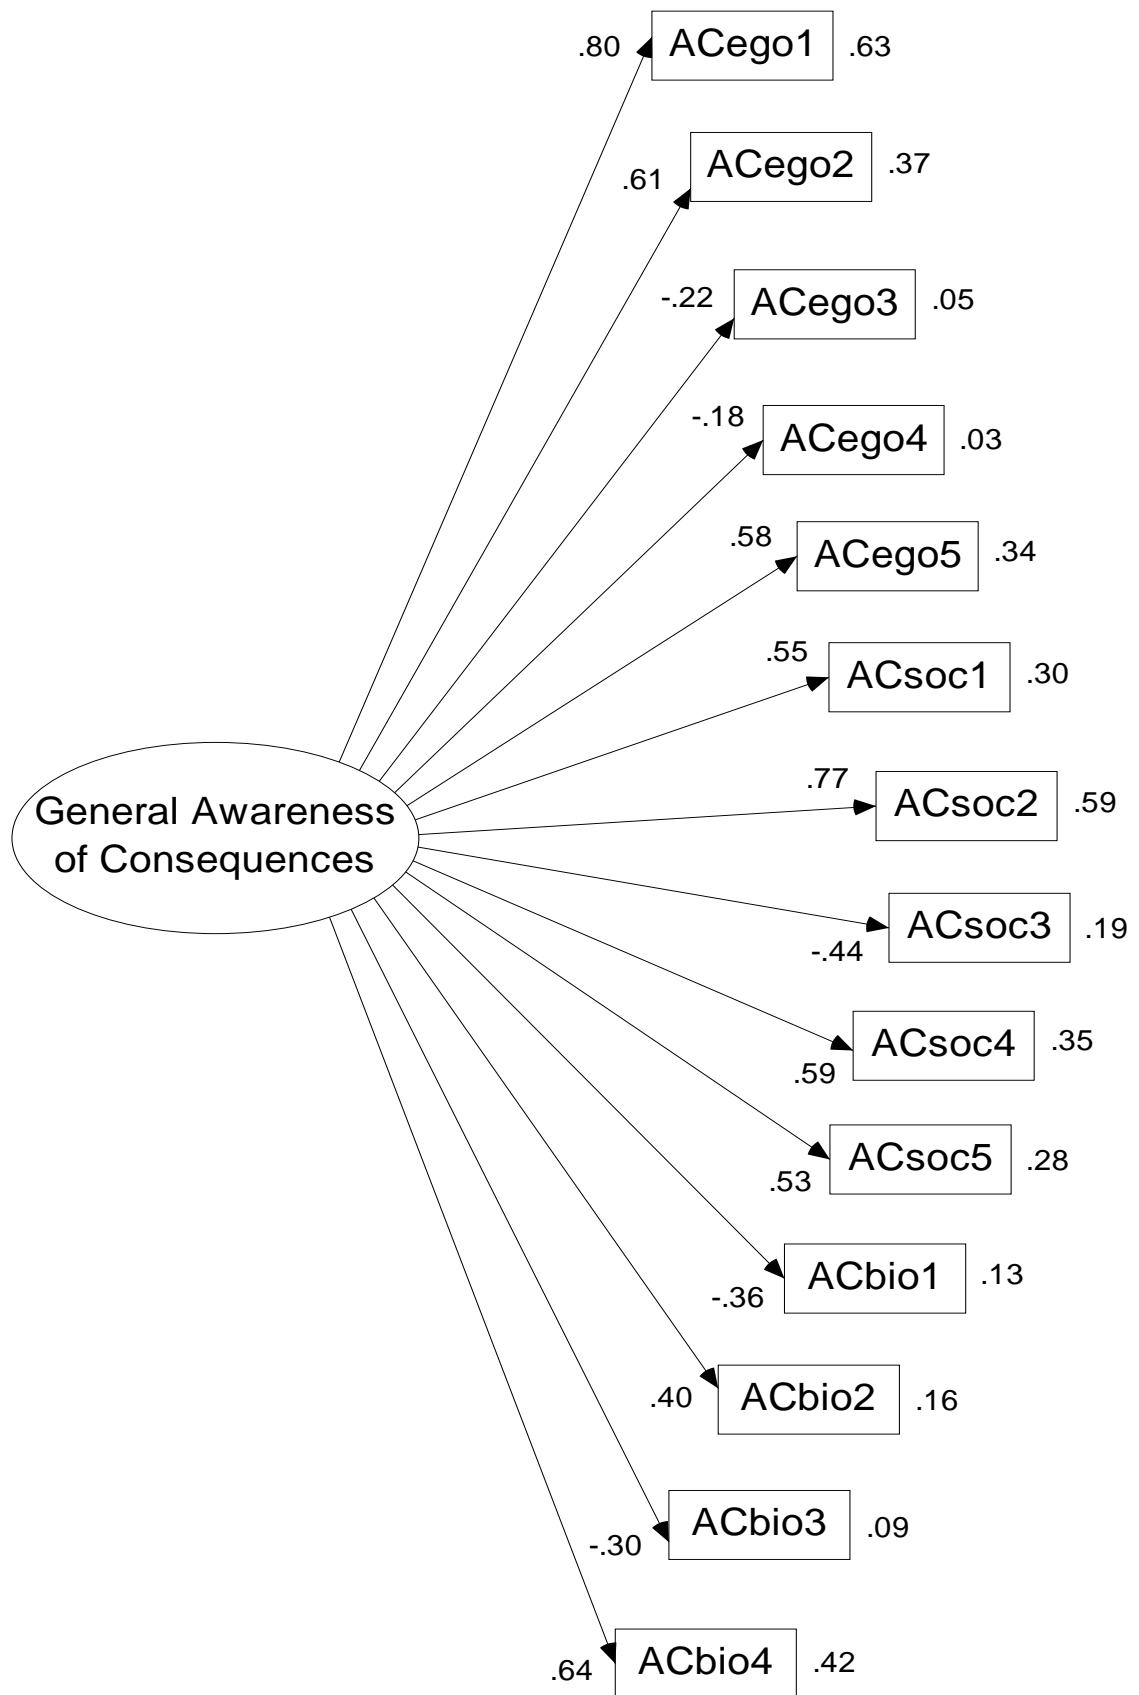 .80 ACego1 .63
.61 ACego2 .37
-.22 ACego3 .05
-.18 ACego4 .03
.58 ACego5 .34
.55 ACsoc1 .30
.77 ACsoc2 .59
General Awareness
of Consequences
-.44 ACsoc3 .19
.59 ACsoc4 .35
.53 ACsoc5 .28
-.36 ACbio1 .13
.40 ACbio2 .16
-.30 ACbio3 .09
.64 ACbio4 .42